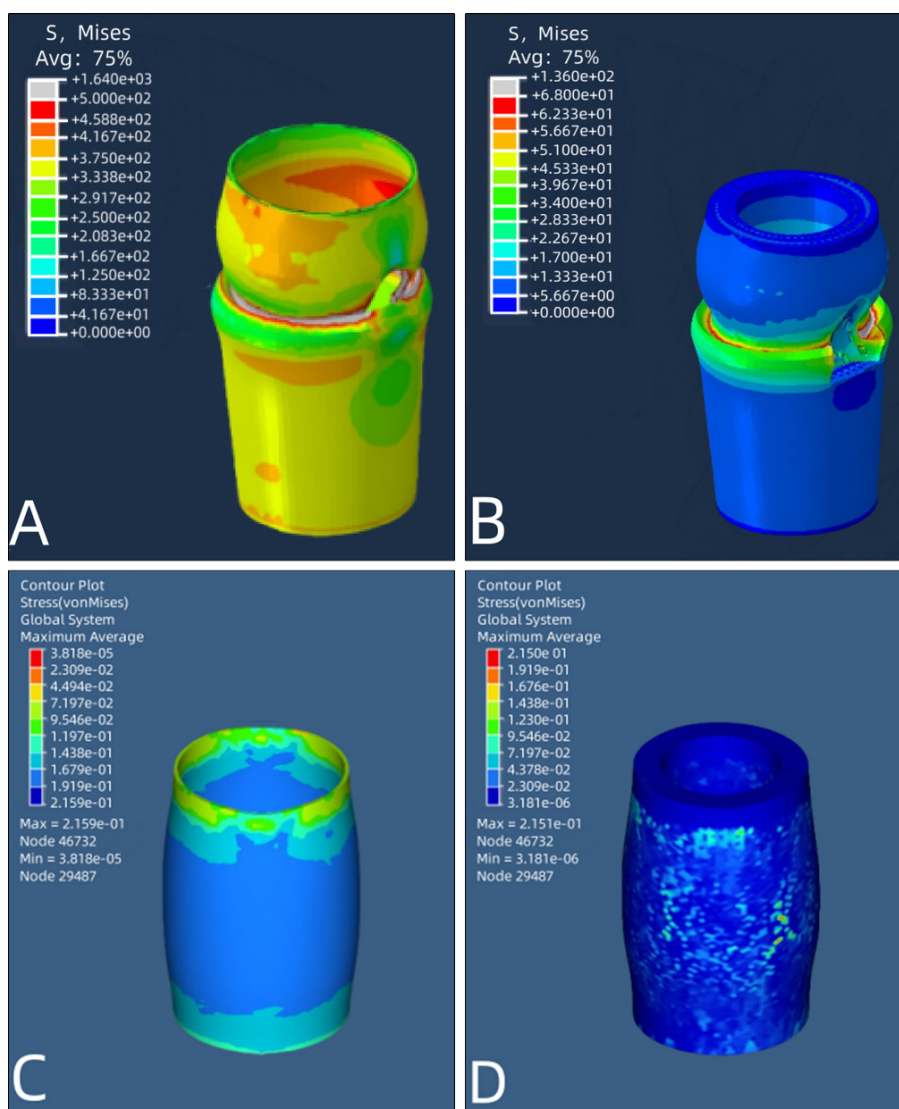 S, Mises
Avg: 75%
+1.640e+03
+5.000e+02
+4.588e+02
+4.167e+02
+3.750e+02
+3.338e+02
+2.917e+02
+2.500e+02
+2.083e+02
+1.667e+02
+1.250e+02
+8.333e+01
+4.167e+01
+0.000e+00
A
S, Mises
Avg: 75%
+1.360e+02
+6.800e+01
+6.233e+01
+5.667e+01
+5.100e+01
+4.533e+01
+3.967e+01
+3.400e+01
+2.833e+01
+2.267e+01
+1.700e+01
+1.333e+01
+5.667e+00
+0.000e+00
B
Contour Plot
Stress(vonMises)
Global System
Maximum Average
3.818e-05
2.309e-02
4.494e-02
7.197e-02
9.546e-02
1.197e-01
1.438e-01
1.679e-01
1.919e-01
2.159e-01
Max = 2.159e-01
Node 46732
Min = 3.818e-05
Node 29487
C
Contour Plot
Stress(vonMises)
Global System
Maximum Average
2.150e 01
1.919e-01
1.676e-01
1.438e-01
1.230e-01
9.546e-02
7.197e-02
4.378e-02
2.309e-02
3.181e-06
Max = 2.151e-01
Node 46732
Min = 3.181e-06
Node 29487
D